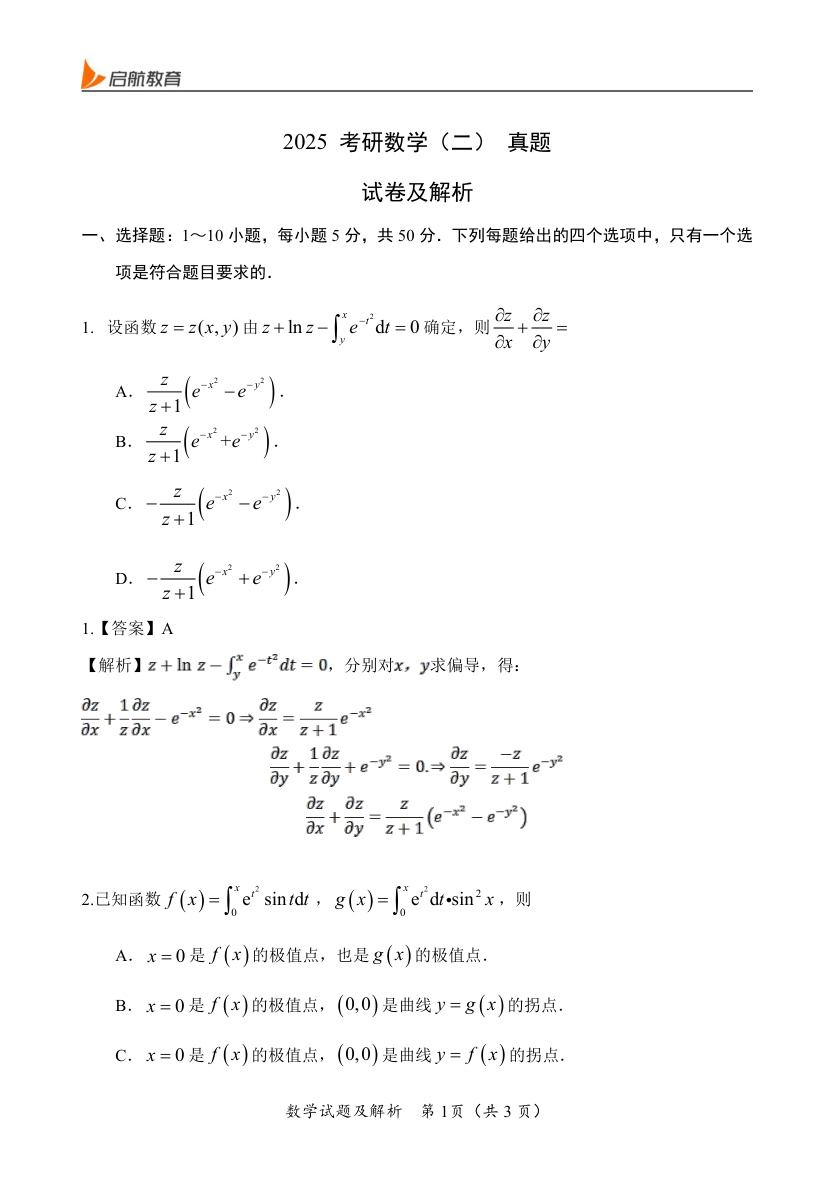 启航教育
2025 考研数学（二） 真题
试卷及解析
一、选择题：1～10 小题，每小题 5 分，共 50 分．下列每题给出的四个选项中，只有一个选
项是符合题目要求的．
1. 设函数 z = z(x, y) 由 z + ln z − ∫_y^x e^{−t²} dt = 0 确定，则 ∂z/∂x + ∂z/∂y =
A． z/(z+1) (e^{−x²} − e^{−y²})．
B． z/(z+1) (e^{−x²} + e^{−y²})．
C． −z/(z+1) (e^{−x²} − e^{−y²})．
D． −z/(z+1) (e^{−x²} + e^{−y²})．
1.【答案】A
【解析】z + ln z − ∫_y^x e^{−t²} dt = 0，分别对x，y求偏导，得：
∂z/∂x + 1/z ∂z/∂x − e^{−x²} = 0 ⇒ ∂z/∂x = z/(z+1) e^{−x²}
∂z/∂y + 1/z ∂z/∂y + e^{−y²} = 0.⇒ ∂z/∂y = −z/(z+1) e^{−y²}
∂z/∂x + ∂z/∂y = z/(z+1) (e^{−x²} − e^{−y²})
2.已知函数 f(x) = ∫_0^x e^{t²} sin t dt ，g(x) = ∫_0^x e^{t²} dt•sin² x ，则
A． x = 0 是 f(x) 的极值点，也是 g(x) 的极值点．
B． x = 0 是 f(x) 的极值点，(0,0) 是曲线 y = g(x) 的拐点．
C． x = 0 是 f(x) 的极值点，(0,0) 是曲线 y = f(x) 的拐点．
数学试题及解析 第 1页（共 3 页）